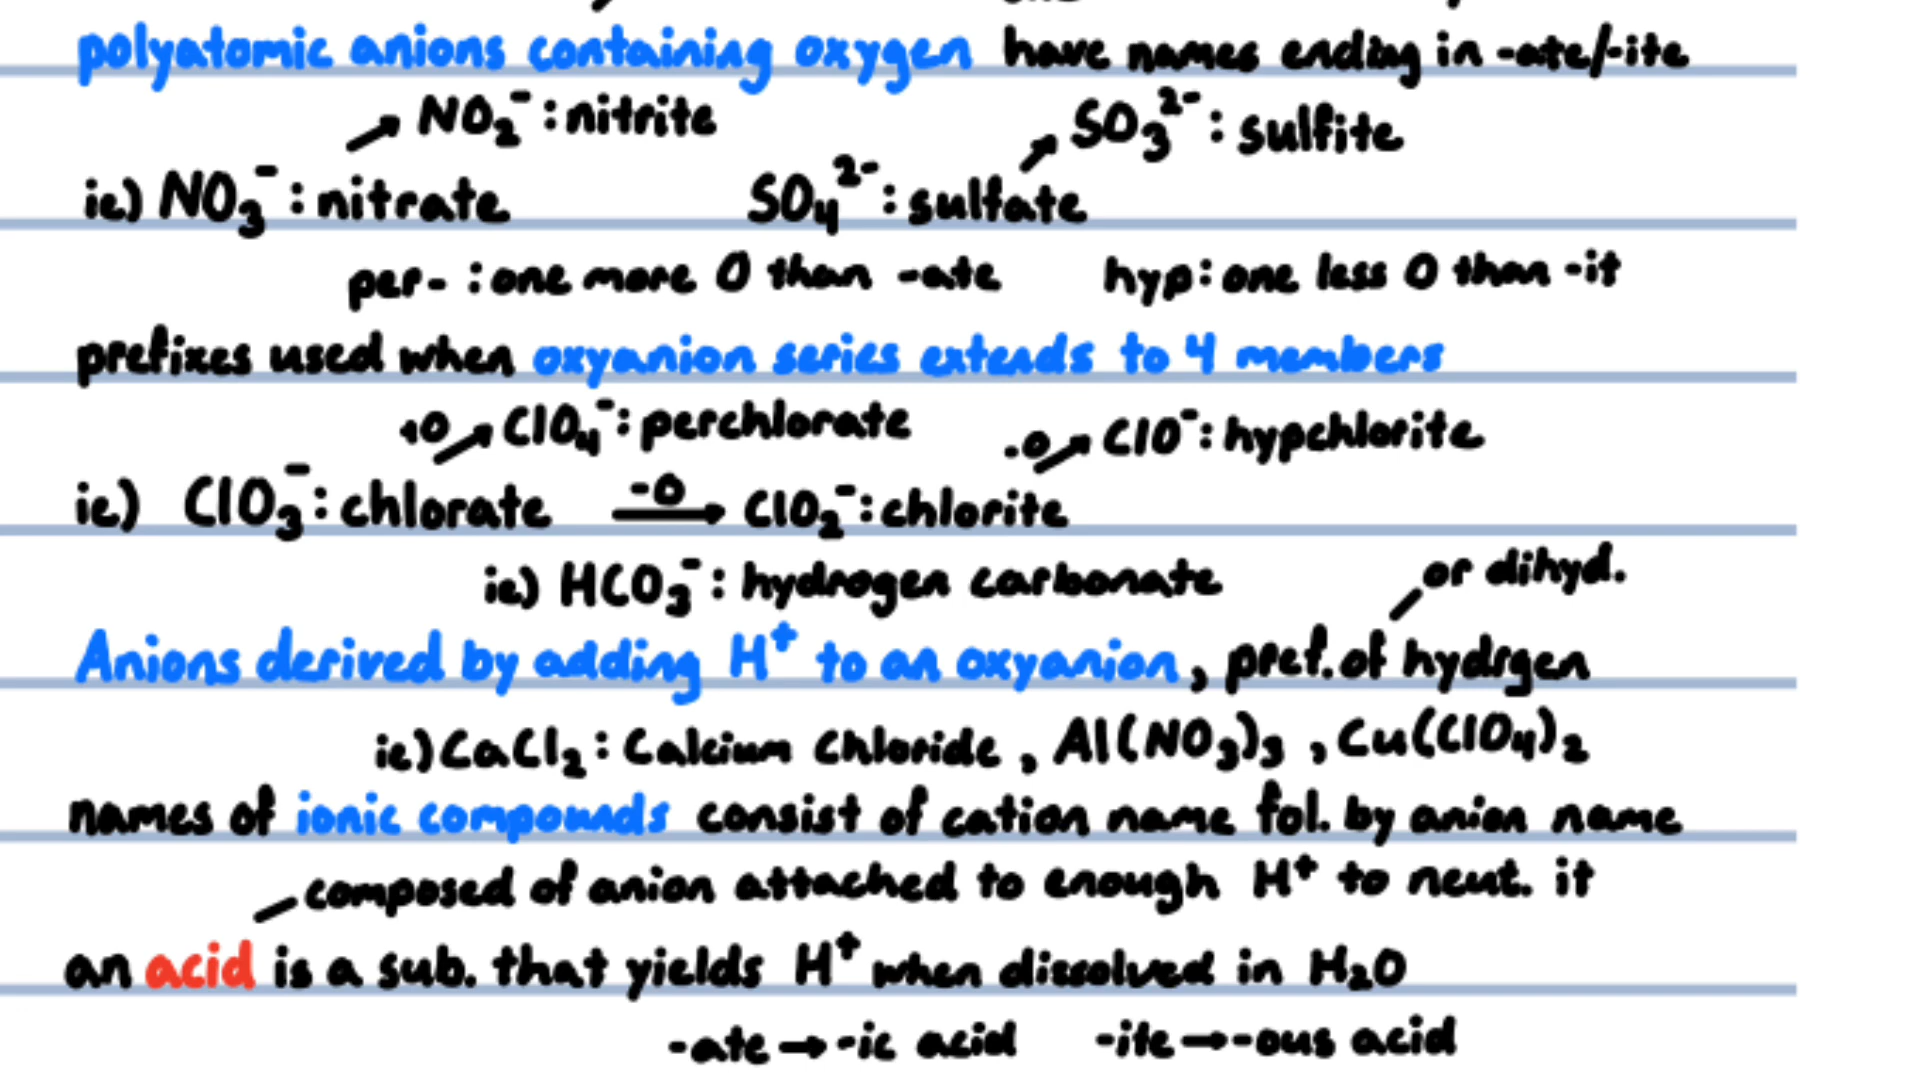 polyatomic anions containing oxygen have names ending in -ate/-ite
NO₂⁻: nitrite SO₃²⁻: sulfite
ie) NO₃⁻: nitrate SO₄²⁻: sulfate
per- : one more O than -ate hyp: one less O than -it
prefixes used when oxyanion series extends to 4 members
+O ClO₄⁻: perchlorate -O ClO⁻: hypchlorite
ie) ClO₃⁻: chlorate -O → ClO₂⁻: chlorite
ie) HCO₃⁻: hydrogen carbonate or dihyd.
Anions derived by adding H⁺ to an oxyanion, pref. of hydrgen
ie) CaCl₂: Calcium Chloride, Al(NO₃)₃, Cu(ClO₄)₂
names of ionic compounds consist of cation name fol. by anion name
composed of anion attached to enough H⁺ to neut. it
an acid is a sub. that yields H⁺ when dissolved in H₂O
-ate → -ic acid -ite → -ous acid